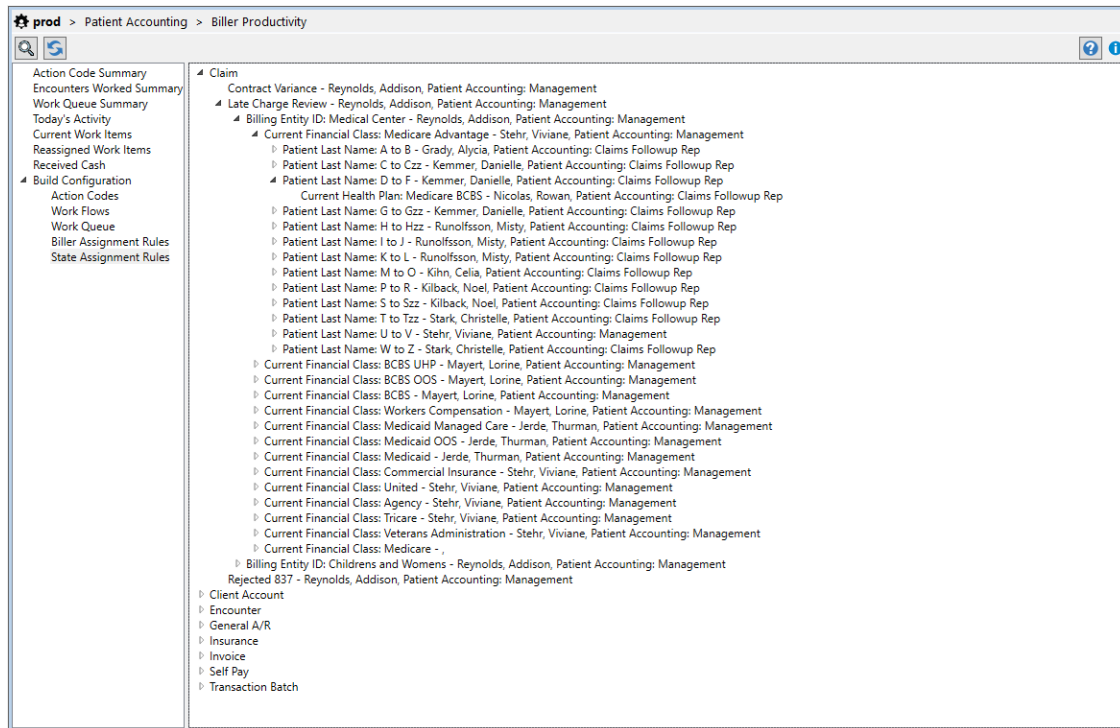 prod > Patient Accounting > Biller Productivity
Action Code Summary
Encounters Worked Summary
Work Queue Summary
Today's Activity
Current Work Items
Reassigned Work Items
Received Cash
Build Configuration
Action Codes
Work Flows
Work Queue
Biller Assignment Rules
State Assignment Rules
Claim
Contract Variance - Reynolds, Addison, Patient Accounting: Management
Late Charge Review - Reynolds, Addison, Patient Accounting: Management
Billing Entity ID: Medical Center - Reynolds, Addison, Patient Accounting: Management
Current Financial Class: Medicare Advantage - Stehr, Viviane, Patient Accounting: Management
Patient Last Name: A to B - Grady, Alycia, Patient Accounting: Claims Followup Rep
Patient Last Name: C to Czz - Kemmer, Danielle, Patient Accounting: Claims Followup Rep
Patient Last Name: D to F - Kemmer, Danielle, Patient Accounting: Claims Followup Rep
Current Health Plan: Medicare BCBS - Nicolas, Rowan, Patient Accounting: Claims Followup Rep
Patient Last Name: G to Gzz - Kemmer, Danielle, Patient Accounting: Claims Followup Rep
Patient Last Name: H to Hzz - Runolfsson, Misty, Patient Accounting: Claims Followup Rep
Patient Last Name: I to J - Runolfsson, Misty, Patient Accounting: Claims Followup Rep
Patient Last Name: K to L - Runolfsson, Misty, Patient Accounting: Claims Followup Rep
Patient Last Name: M to O - Kihn, Celia, Patient Accounting: Claims Followup Rep
Patient Last Name: P to R - Kilback, Noel, Patient Accounting: Claims Followup Rep
Patient Last Name: S to Szz - Kilback, Noel, Patient Accounting: Claims Followup Rep
Patient Last Name: T to Tzz - Stark, Christelle, Patient Accounting: Claims Followup Rep
Patient Last Name: U to V - Stehr, Viviane, Patient Accounting: Management
Patient Last Name: W to Z - Stark, Christelle, Patient Accounting: Claims Followup Rep
Current Financial Class: BCBS UHP - Mayert, Lorine, Patient Accounting: Management
Current Financial Class: BCBS OOS - Mayert, Lorine, Patient Accounting: Management
Current Financial Class: BCBS - Mayert, Lorine, Patient Accounting: Management
Current Financial Class: Workers Compensation - Mayert, Lorine, Patient Accounting: Management
Current Financial Class: Medicaid Managed Care - Jerde, Thurman, Patient Accounting: Management
Current Financial Class: Medicaid OOS - Jerde, Thurman, Patient Accounting: Management
Current Financial Class: Medicaid - Jerde, Thurman, Patient Accounting: Management
Current Financial Class: Commercial Insurance - Stehr, Viviane, Patient Accounting: Management
Current Financial Class: United - Stehr, Viviane, Patient Accounting: Management
Current Financial Class: Agency - Stehr, Viviane, Patient Accounting: Management
Current Financial Class: Tricare - Stehr, Viviane, Patient Accounting: Management
Current Financial Class: Veterans Administration - Stehr, Viviane, Patient Accounting: Management
Current Financial Class: Medicare - ,
Billing Entity ID: Childrens and Womens - Reynolds, Addison, Patient Accounting: Management
Rejected 837 - Reynolds, Addison, Patient Accounting: Management
Client Account
Encounter
General A/R
Insurance
Invoice
Self Pay
Transaction Batch